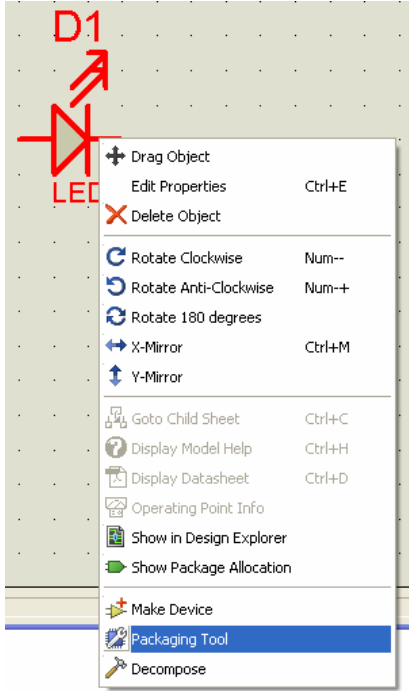 D1
LED
Drag Object
Edit Properties Ctrl+E
Delete Object
Rotate Clockwise Num--
Rotate Anti-Clockwise Num-+
Rotate 180 degrees
X-Mirror Ctrl+M
Y-Mirror
Goto Child Sheet Ctrl+C
Display Model Help Ctrl+H
Display Datasheet Ctrl+D
Operating Point Info
Show in Design Explorer
Show Package Allocation
Make Device
Packaging Tool
Decompose